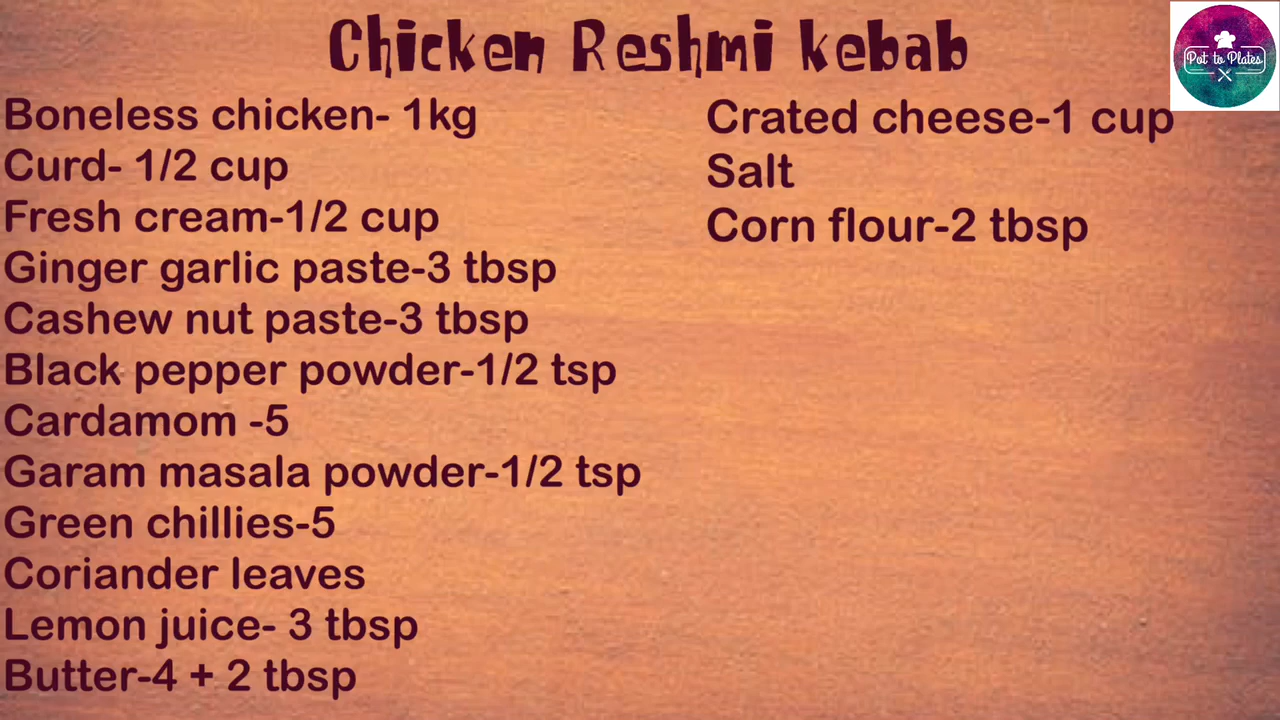 Chicken Reshmi kebab
Pot to Plates
Boneless chicken- 1kg
Curd- 1/2 cup
Fresh cream-1/2 cup
Ginger garlic paste-3 tbsp
Cashew nut paste-3 tbsp
Black pepper powder-1/2 tsp
Cardamom -5
Garam masala powder-1/2 tsp
Green chillies-5
Coriander leaves
Lemon juice- 3 tbsp
Butter-4 + 2 tbsp
Crated cheese-1 cup
Salt
Corn flour-2 tbsp